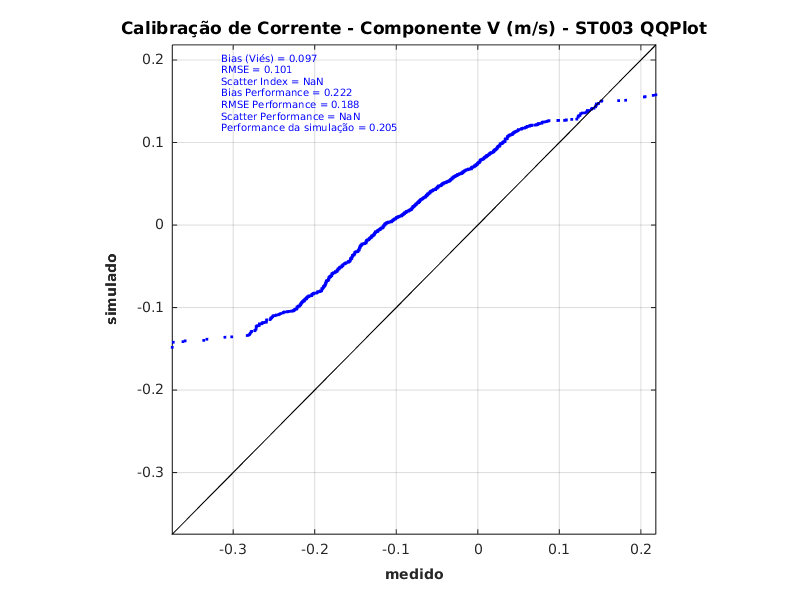 Calibração de Corrente - Componente V (m/s) - ST003 QQPlot
Bias (Viés) = 0.097
RMSE = 0.101
Scatter Index = NaN
Bias Performance = 0.222
RMSE Performance = 0.188
Scatter Performance = NaN
Performance da simulação = 0.205
0.2
0.1
0
-0.1
-0.2
-0.3
simulado
-0.3
-0.2
-0.1
0
0.1
0.2
medido